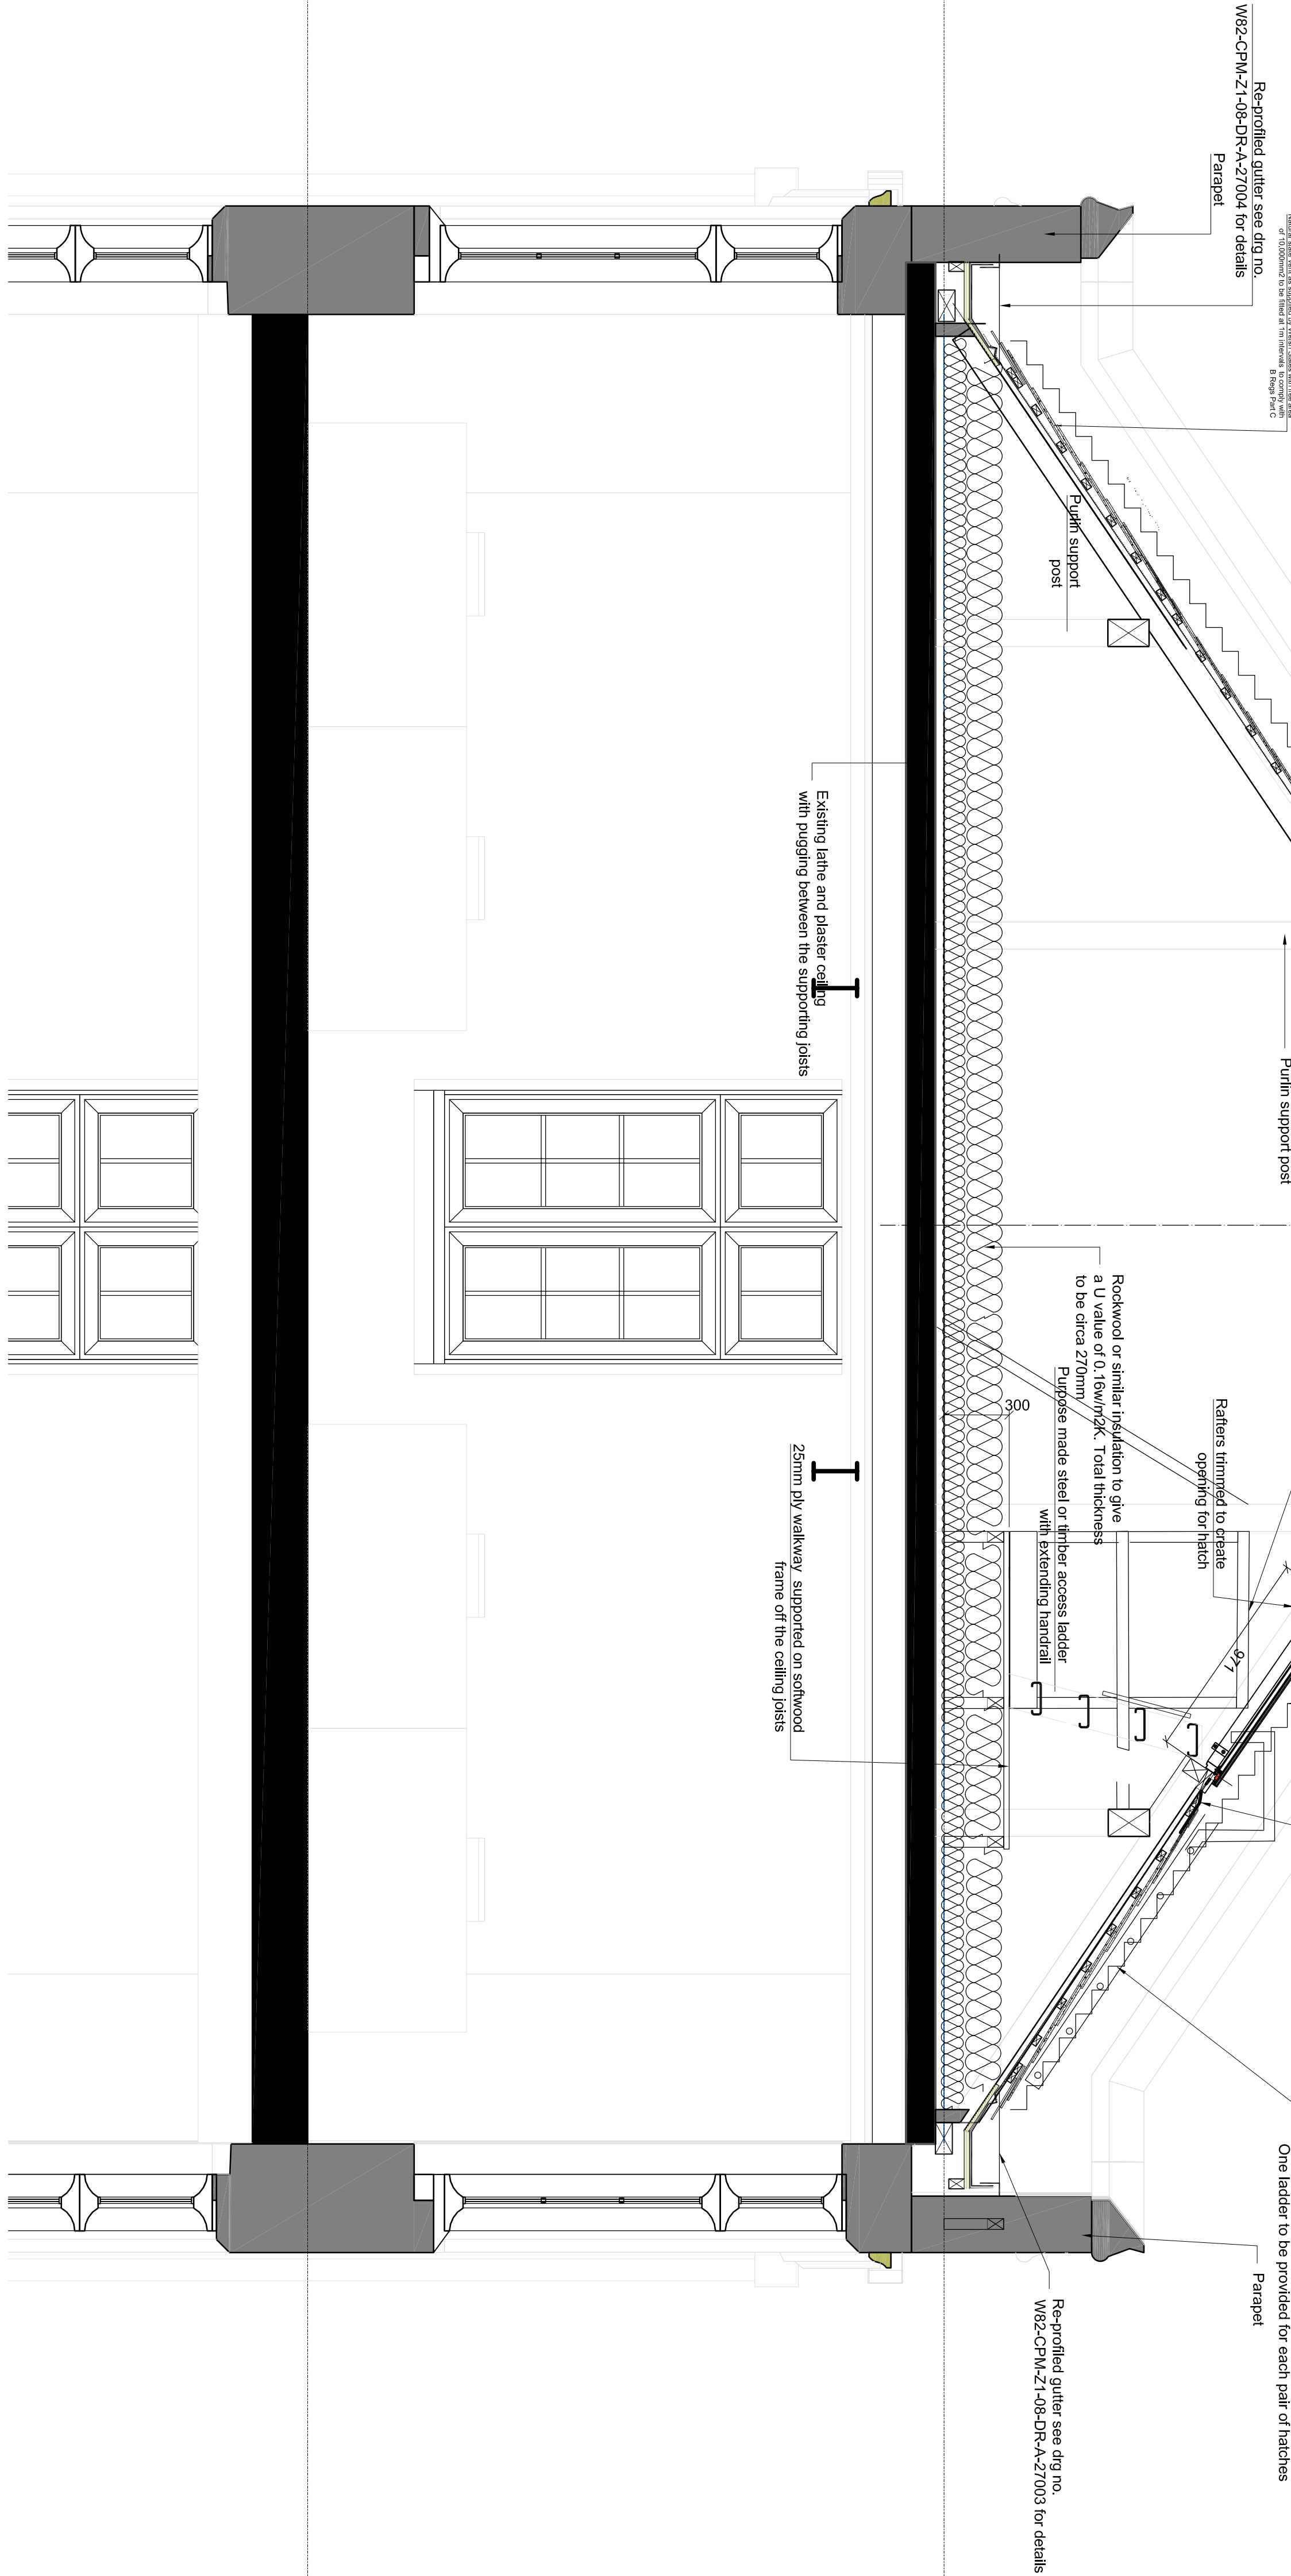 Re-profiled gutter see drg no.
W82-CPM-Z1-08-DR-A-27004 for details
Parapet
of 10,000mm2 to be fitted at 1m intervals to comply with
B Regs Part C
Purlin support
post
Purlin support post
Existing lathe and plaster ceiling
with pugging between the supporting joists
Rockwool or similar insulation to give
a U value of 0.16w/m2K. Total thickness
to be circa 270mm
Rafters trimmed to create
opening for hatch
300
Purpose made steel or timber access ladder
with extending handrail
971
25mm ply walkway supported on softwood
frame off the ceiling joists
One ladder to be provided for each pair of hatches
Parapet
Re-profiled gutter see drg no.
W82-CPM-Z1-08-DR-A-27003 for details